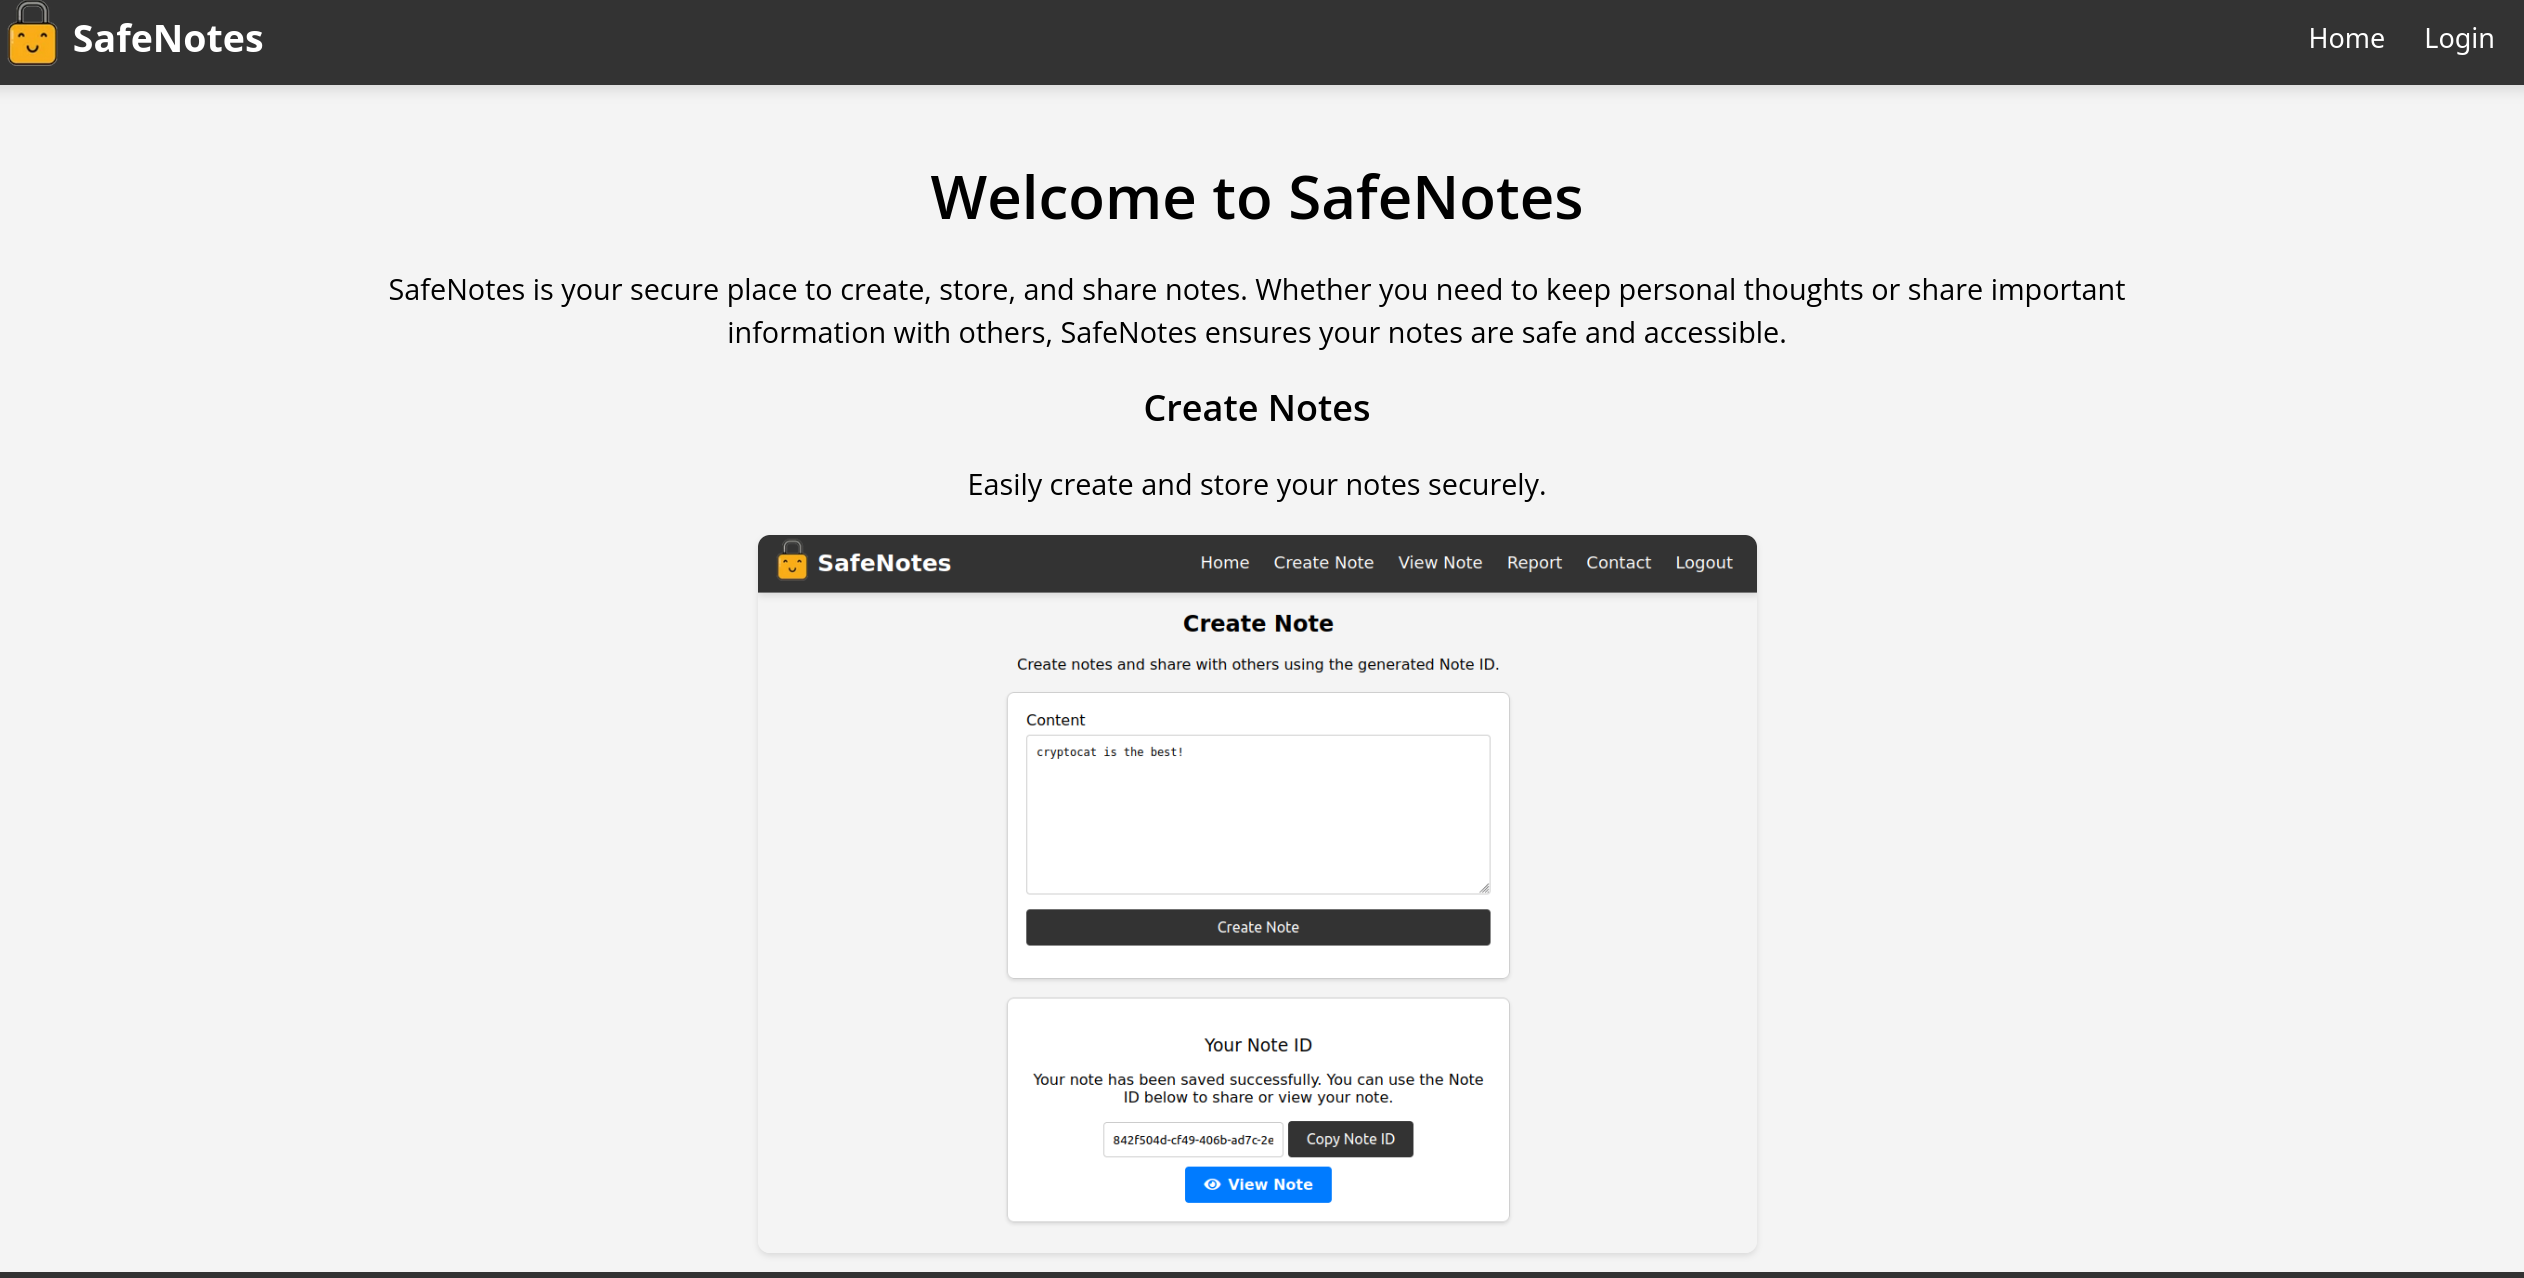 SafeNotes
Home
Login
Welcome to SafeNotes
SafeNotes is your secure place to create, store, and share notes. Whether you need to keep personal thoughts or share important
information with others, SafeNotes ensures your notes are safe and accessible.
Create Notes
Easily create and store your notes securely.
SafeNotes
Home
Create Note
View Note
Report
Contact
Logout
Create Note
Create notes and share with others using the generated Note ID.
Content
cryptocat is the best!
Create Note
Your Note ID
Your note has been saved successfully. You can use the Note
ID below to share or view your note.
842f504d-cf49-406b-ad7c-2e
Copy Note ID
View Note